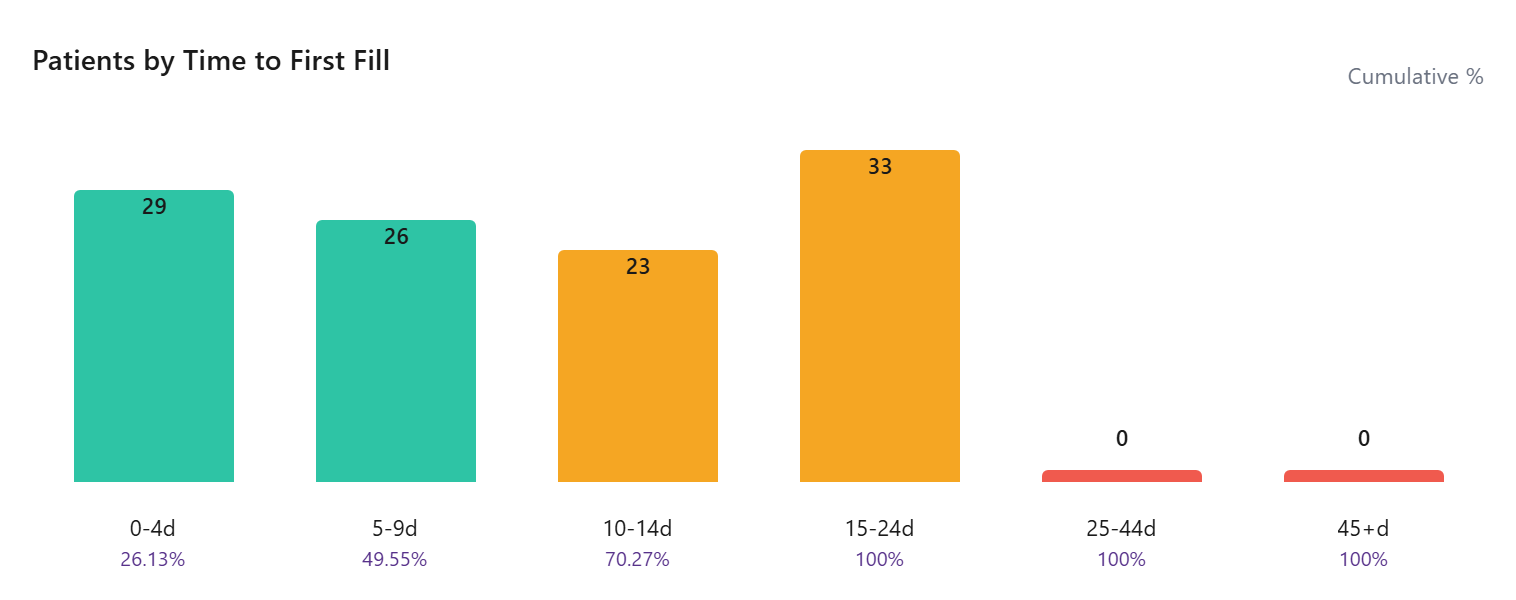 Patients by Time to First Fill
Cumulative %
29
26
23
33
0
0
0-4d
5-9d
10-14d
15-24d
25-44d
45+d
26.13%
49.55%
70.27%
100%
100%
100%